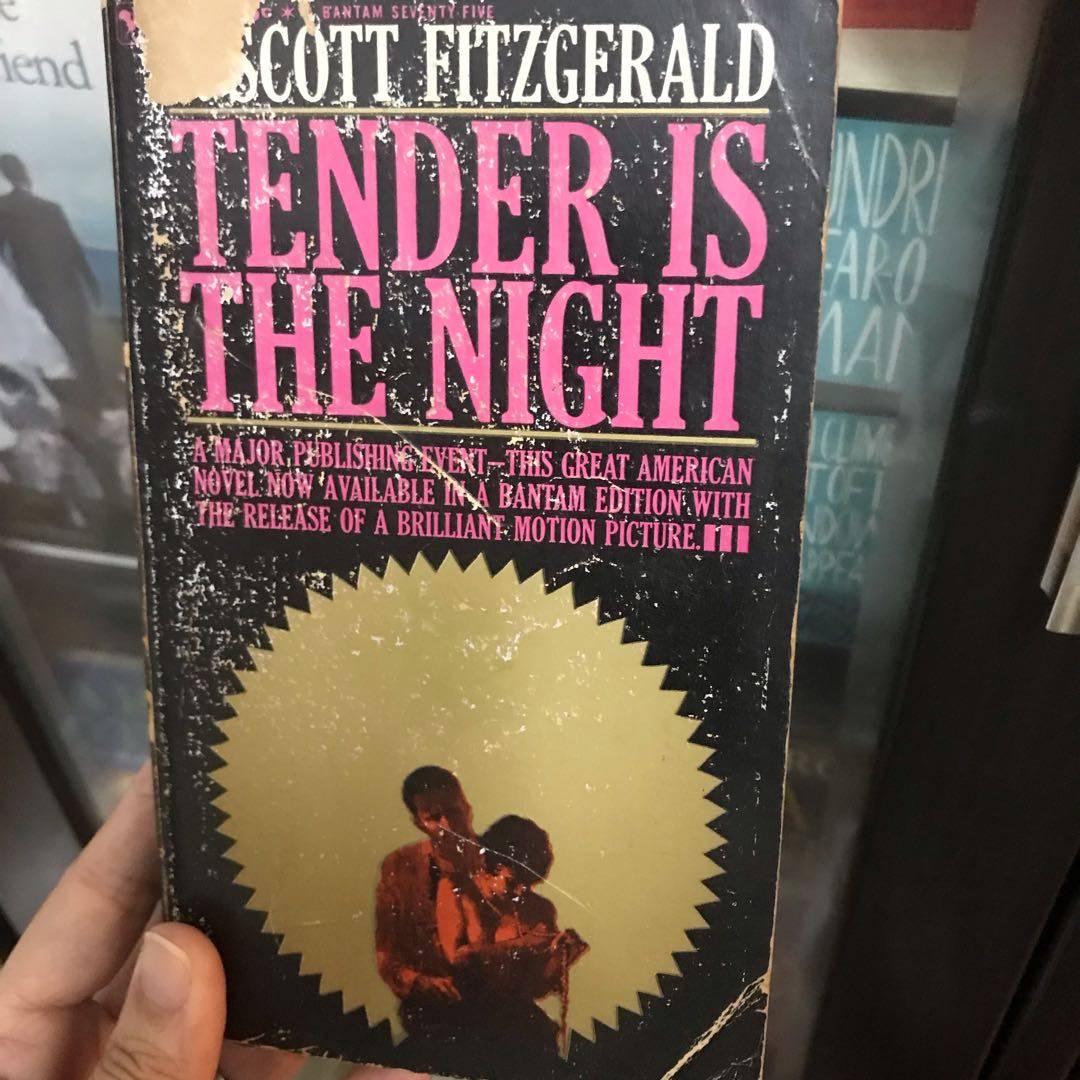 BANTAM SEVENTY FIVE
SCOTT FITZGERALD
TENDER IS
THE NIGHT
A MAJOR PUBLISHING EVENT—THIS GREAT AMERICAN
NOVEL NOW AVAILABLE IN A BANTAM EDITION WITH
THE RELEASE OF A BRILLIANT MOTION PICTURE.